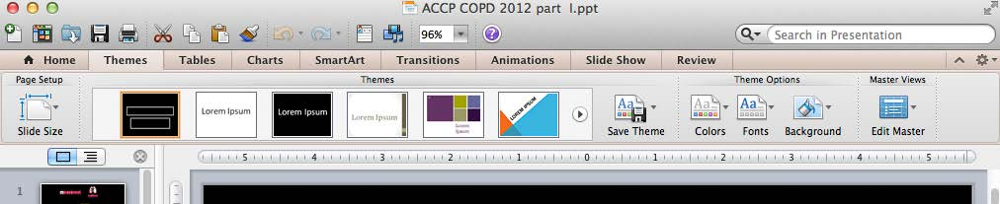 ACCP COPD 2012 part I.ppt
96%
Search in Presentation
Home Themes Tables Charts SmartArt Transitions Animations Slide Show Review
Page Setup Themes Theme Options Master Views
Lorem Ipsum
Lorem Ipsum
Lorem Ipsum
Lorem Ipsum
LOREM IPSUM
Aa Aa Aa
Slide Size Save Theme Colors Fonts Background Edit Master
5 4 3 2 1 0 1 2 3 4 5
1